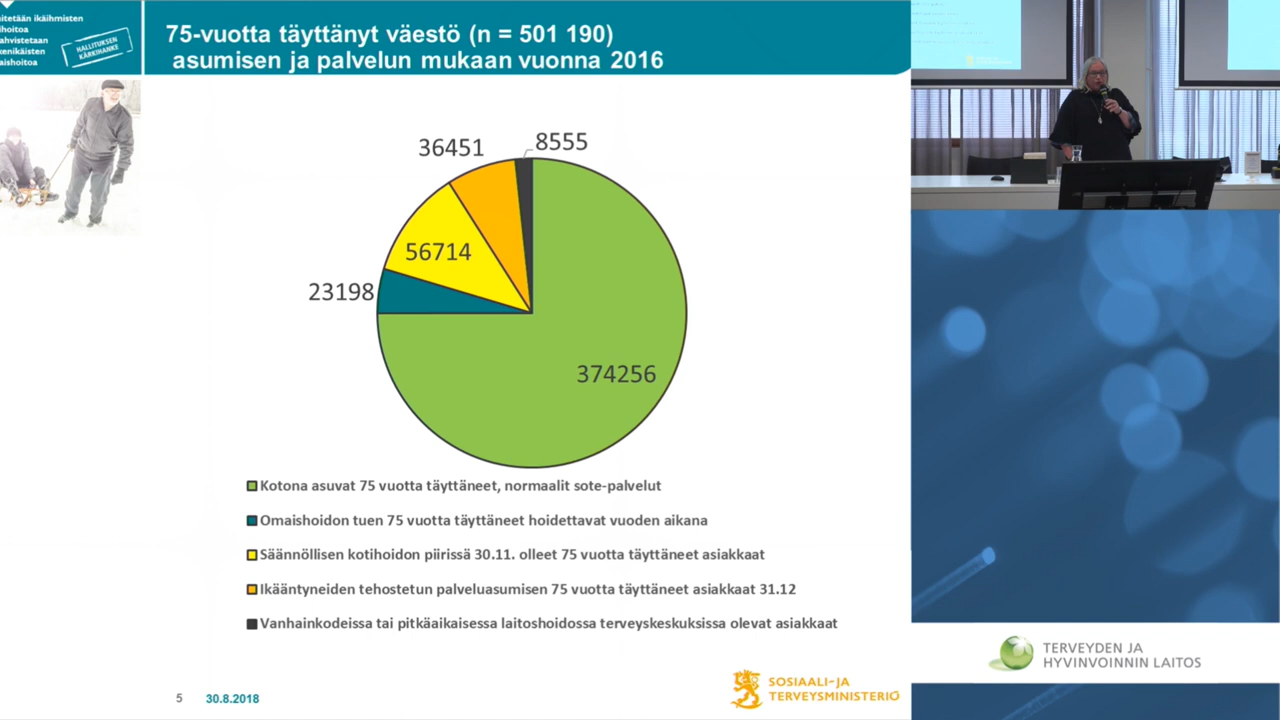 ikäihmisten
HALLITUKSEN
KÄRKIHANKE
75-vuotta täyttänyt väestö (n = 501 190)
asumisen ja palvelun mukaan vuonna 2016
36451
8555
56714
23198
374256
Kotona asuvat 75 vuotta täyttäneet, normaalit sote-palvelut
Omaishoidon tuen 75 vuotta täyttäneet hoidettavat vuoden aikana
Säännöllisen kotihoidon piirissä 30.11. olleet 75 vuotta täyttäneet asiakkaat
Ikääntyneiden tehostetun palveluasumisen 75 vuotta täyttäneet asiakkaat 31.12
Vanhainkodeissa tai pitkäaikaisessa laitoshoidossa terveyskeskuksissa olevat asiakkaat
5 30.8.2018
SOSIAALI- JA
TERVEYSMINISTERIÖ
TERVEYDEN JA
HYVINVOINNIN LAITOS